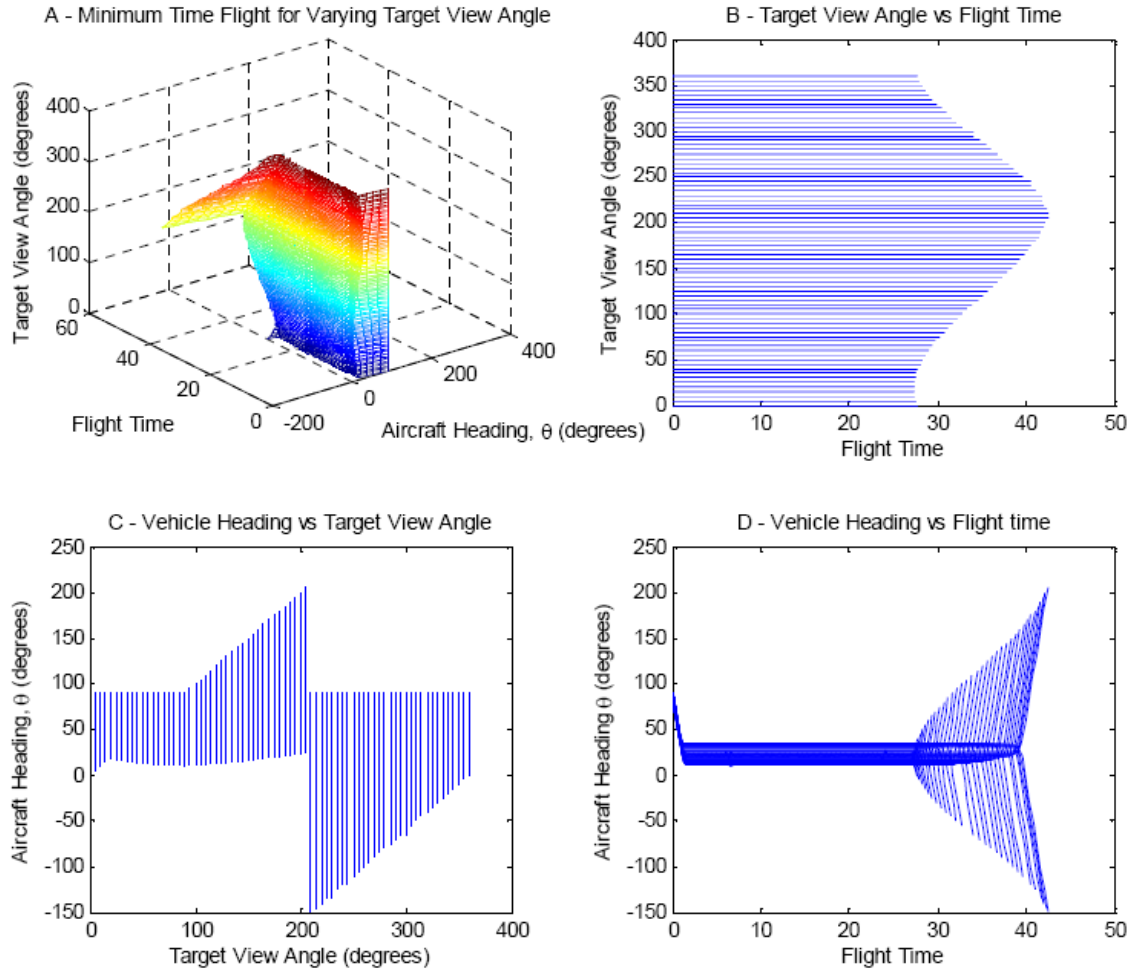 A - Minimum Time Flight for Varying Target View Angle
Target View Angle (degrees)
400
300
200
100
0
60
40
20
0
Flight Time
-200
0
200
400
Aircraft Heading, θ (degrees)
B - Target View Angle vs Flight Time
Target View Angle (degrees)
400
350
300
250
200
150
100
50
0
0 10 20 30 40 50
Flight Time
C - Vehicle Heading vs Target View Angle
Aircraft Heading, θ (degrees)
250
200
150
100
50
0
-50
-100
-150
0 100 200 300 400
Target View Angle (degrees)
D - Vehicle Heading vs Flight time
Aircraft Heading θ (degrees)
250
200
150
100
50
0
-50
-100
-150
0 10 20 30 40 50
Flight Time